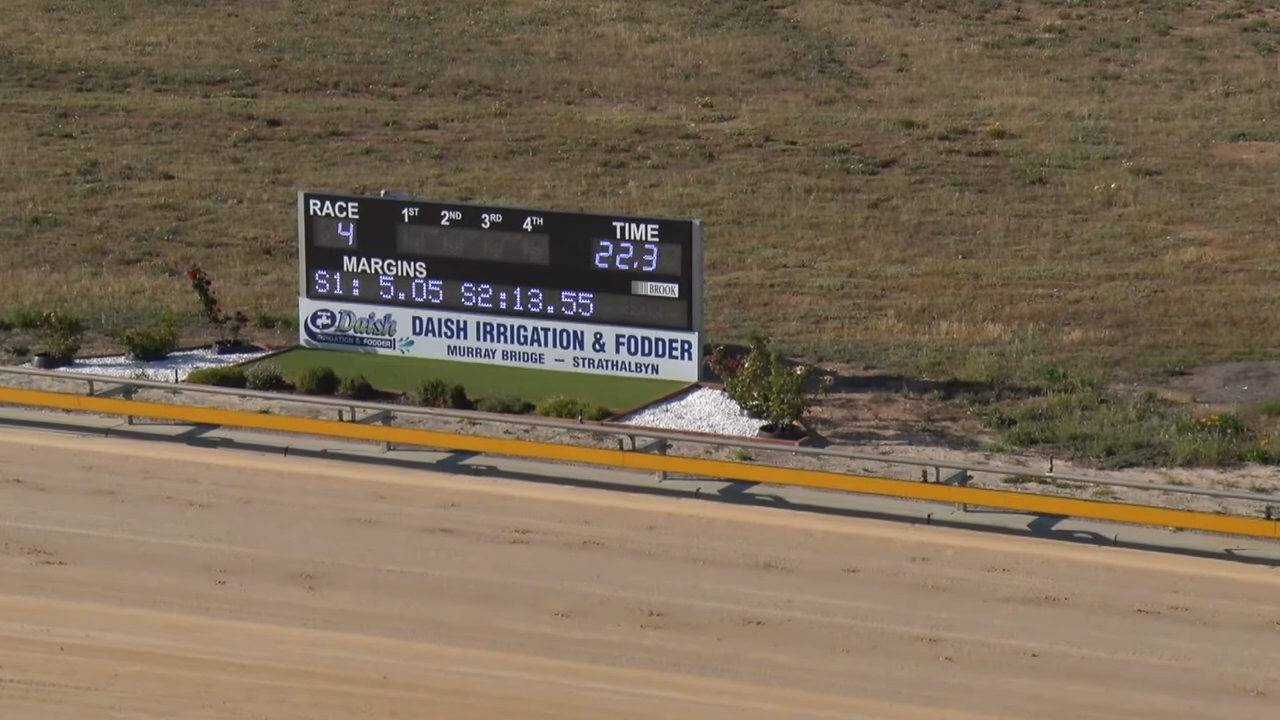 RACE 1ST 2ND 3RD 4TH TIME
4 22.3
MARGINS
S1: 5.05 S2:13.55
BROOK
Daish
IRRIGATION & FODDER
DAISH IRRIGATION & FODDER
MURRAY BRIDGE — STRATHALBYN